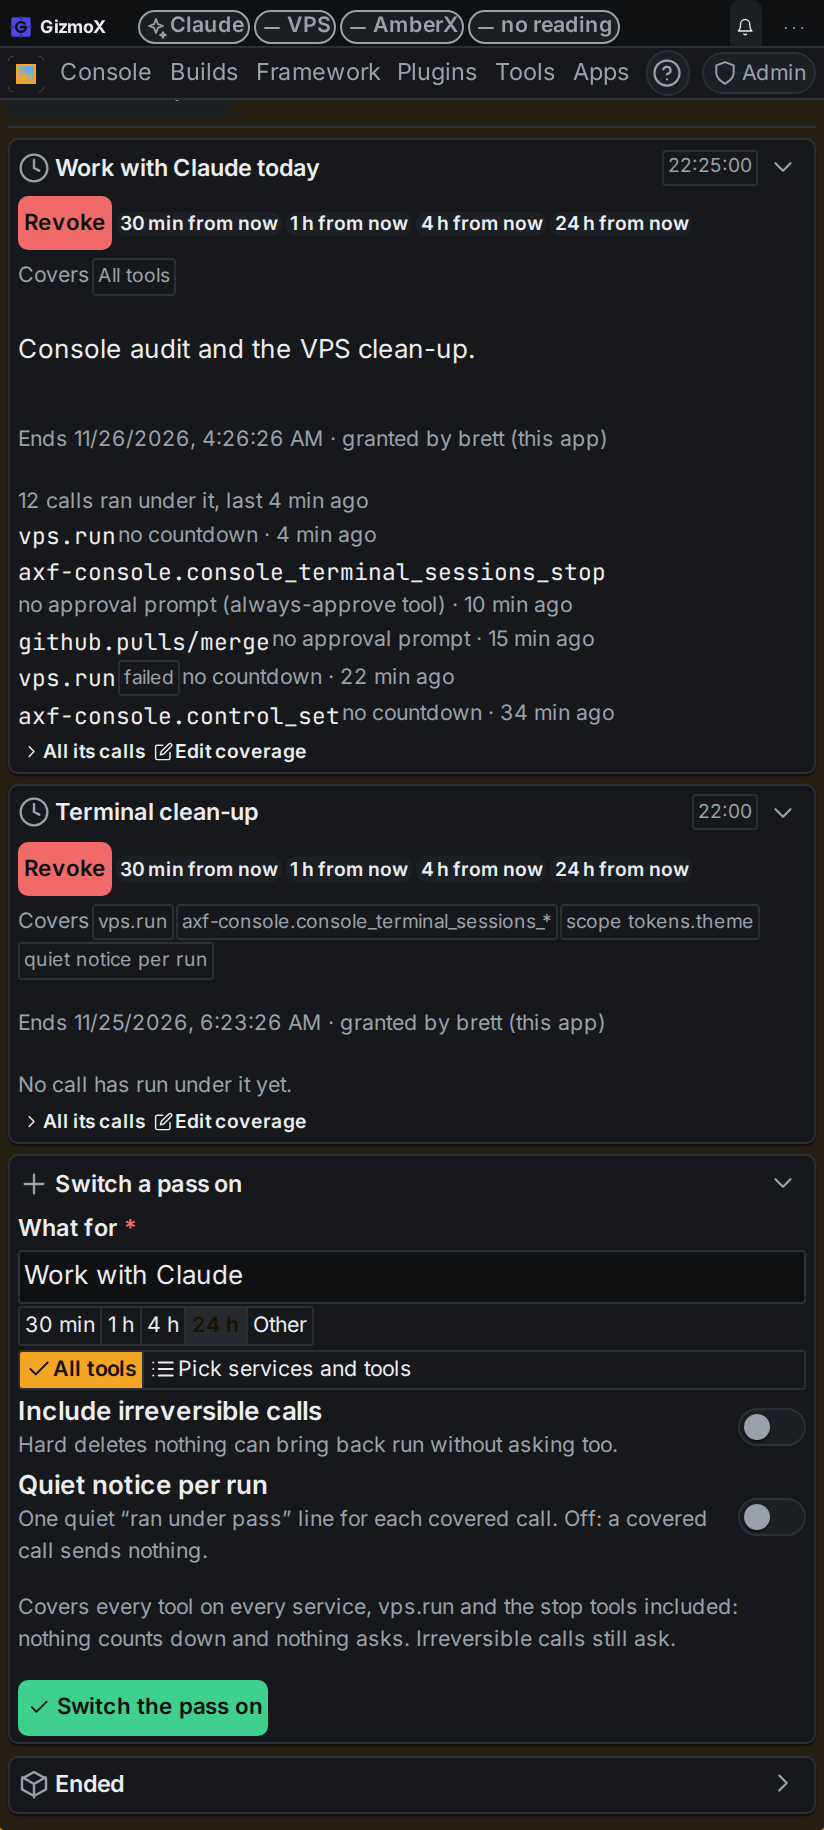 GizmoX Claude VPS AmberX no reading ...
Console Builds Framework Plugins Tools Apps Admin
Work with Claude today 22:25:00
Revoke 30 min from now 1 h from now 4 h from now 24 h from now
Covers All tools
Console audit and the VPS clean-up.
Ends 11/26/2026, 4:26:26 AM · granted by brett (this app)
12 calls ran under it, last 4 min ago
vps.run no countdown · 4 min ago
axf-console.console_terminal_sessions_stop
no approval prompt (always-approve tool) · 10 min ago
github.pulls/merge no approval prompt · 15 min ago
vps.run failed no countdown · 22 min ago
axf-console.control_set no countdown · 34 min ago
All its calls Edit coverage
Terminal clean-up 22:00
Revoke 30 min from now 1 h from now 4 h from now 24 h from now
Covers vps.run axf-console.console_terminal_sessions_* scope tokens.theme
quiet notice per run
Ends 11/25/2026, 6:23:26 AM · granted by brett (this app)
No call has run under it yet.
All its calls Edit coverage
Switch a pass on
What for *
Work with Claude
30 min 1 h 4 h 24 h Other
All tools Pick services and tools
Include irreversible calls
Hard deletes nothing can bring back run without asking too.
Quiet notice per run
One quiet “ran under pass” line for each covered call. Off: a covered
call sends nothing.
Covers every tool on every service, vps.run and the stop tools included:
nothing counts down and nothing asks. Irreversible calls still ask.
Switch the pass on
Ended